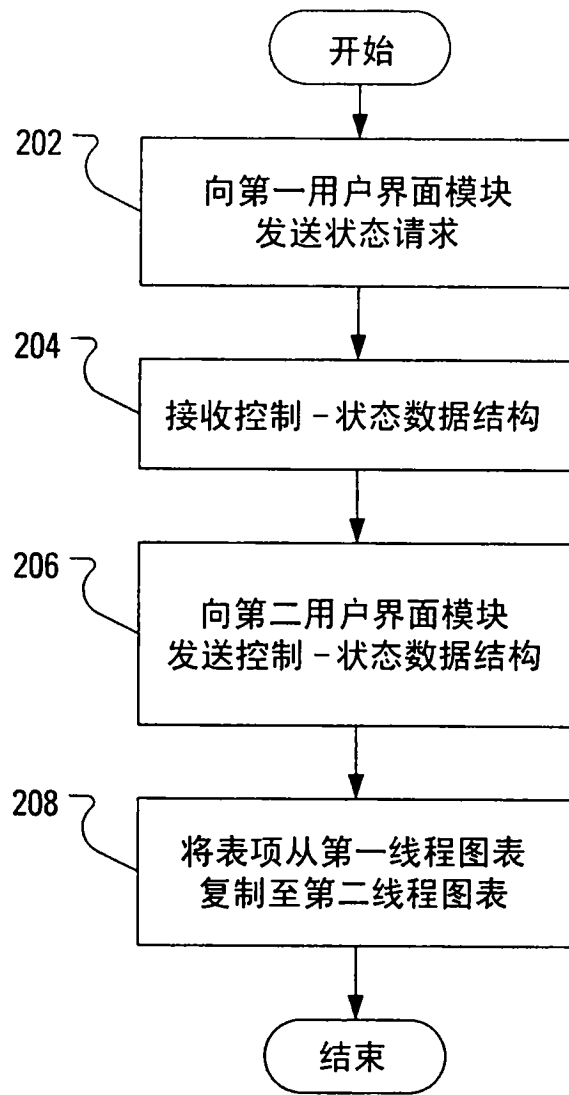 开始
202
向第一用户界面模块
发送状态请求
204
接收控制－状态数据结构
206
向第二用户界面模块
发送控制－状态数据结构
208
将表项从第一线程图表
复制至第二线程图表
结束